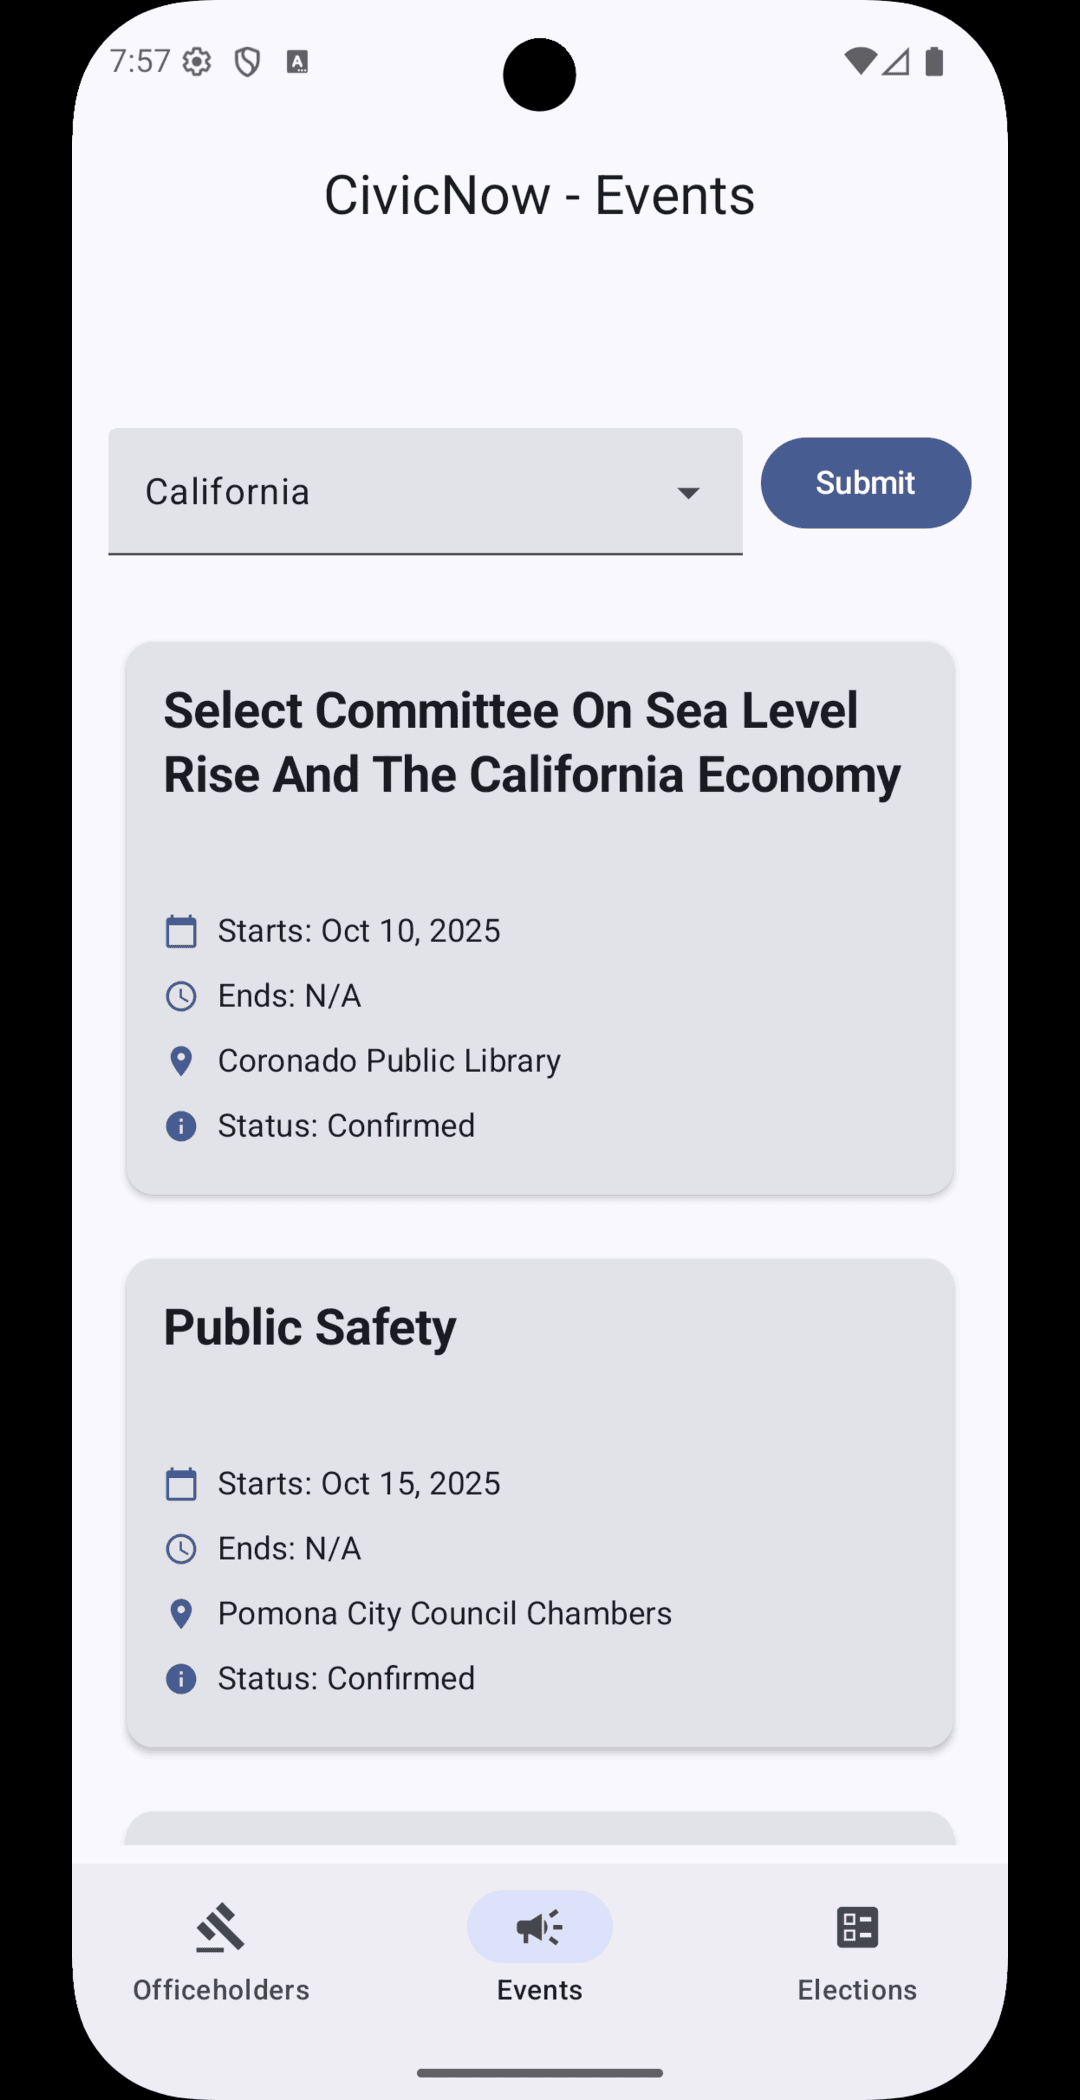 7:57
CivicNow - Events
California
Submit
Select Committee On Sea Level
Rise And The California Economy
Starts: Oct 10, 2025
Ends: N/A
Coronado Public Library
Status: Confirmed
Public Safety
Starts: Oct 15, 2025
Ends: N/A
Pomona City Council Chambers
Status: Confirmed
Officeholders
Events
Elections